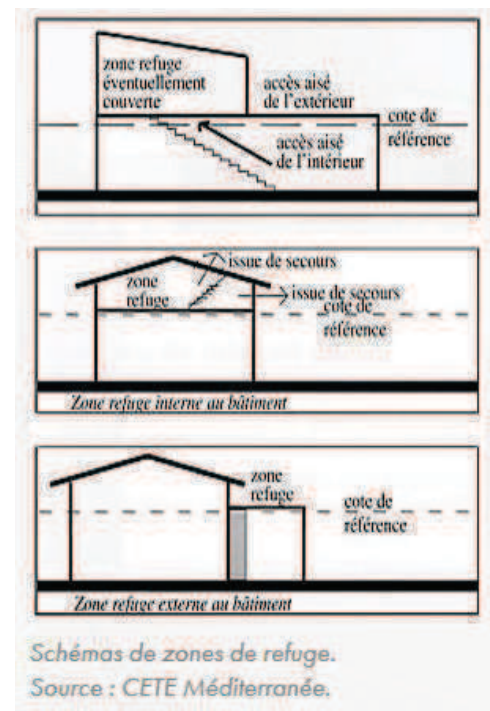 zone refuge
éventuellement
couverte
accès aisé
de l'extérieur
cote de
référence
accès aisé
de l'intérieur
issue de secours
zone
refuge
issue de secours
cote de
référence
Zone refuge interne au bâtiment
zone
refuge
cote de
référence
Zone refuge externe au bâtiment
Schémas de zones de refuge.
Source : CETE Méditerranée.